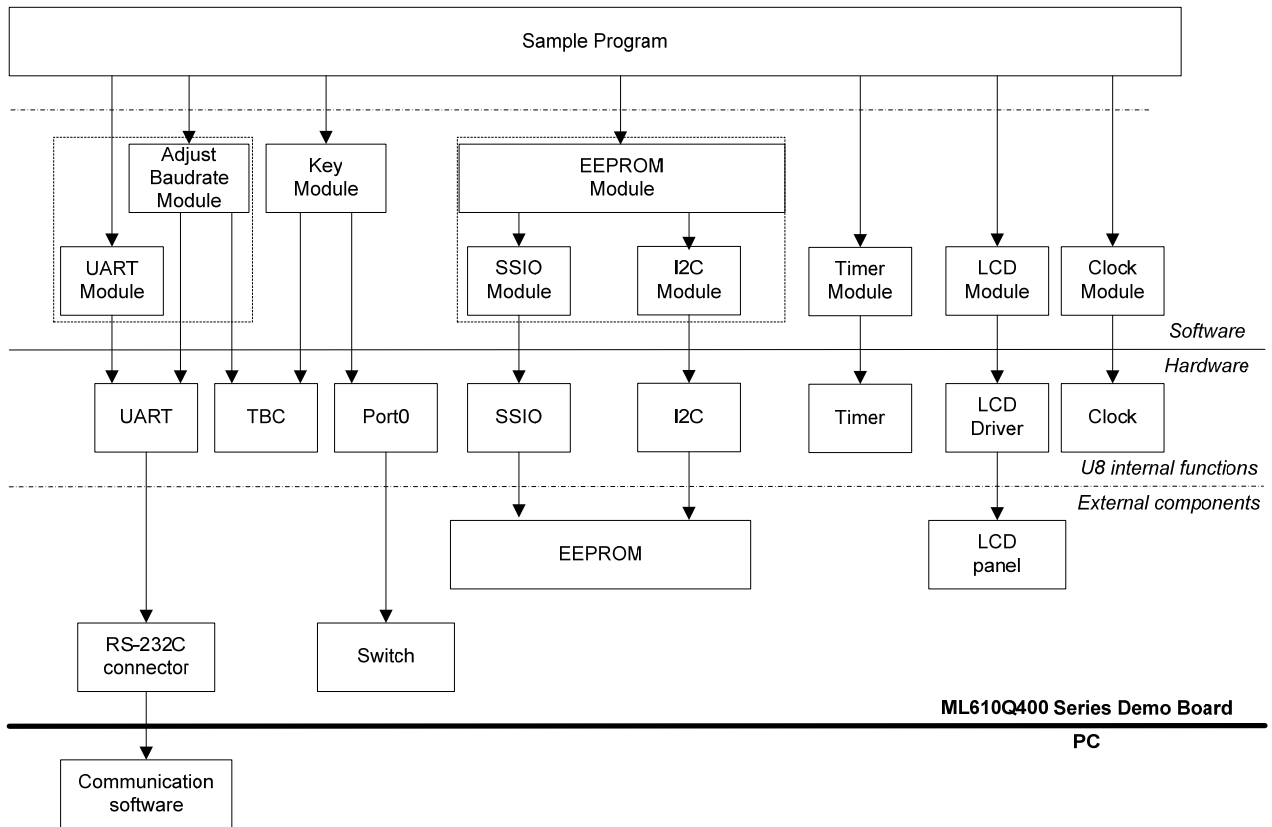 Sample Program
Adjust
Baudrate
Module
Key
Module
EEPROM
Module
UART
Module
SSIO
Module
I2C
Module
Timer
Module
LCD
Module
Clock
Module
Software
Hardware
UART
TBC
Port0
SSIO
I2C
Timer
LCD
Driver
Clock
U8 internal functions
External components
EEPROM
LCD
panel
RS-232C
connector
Switch
ML610Q400 Series Demo Board
PC
Communication
software